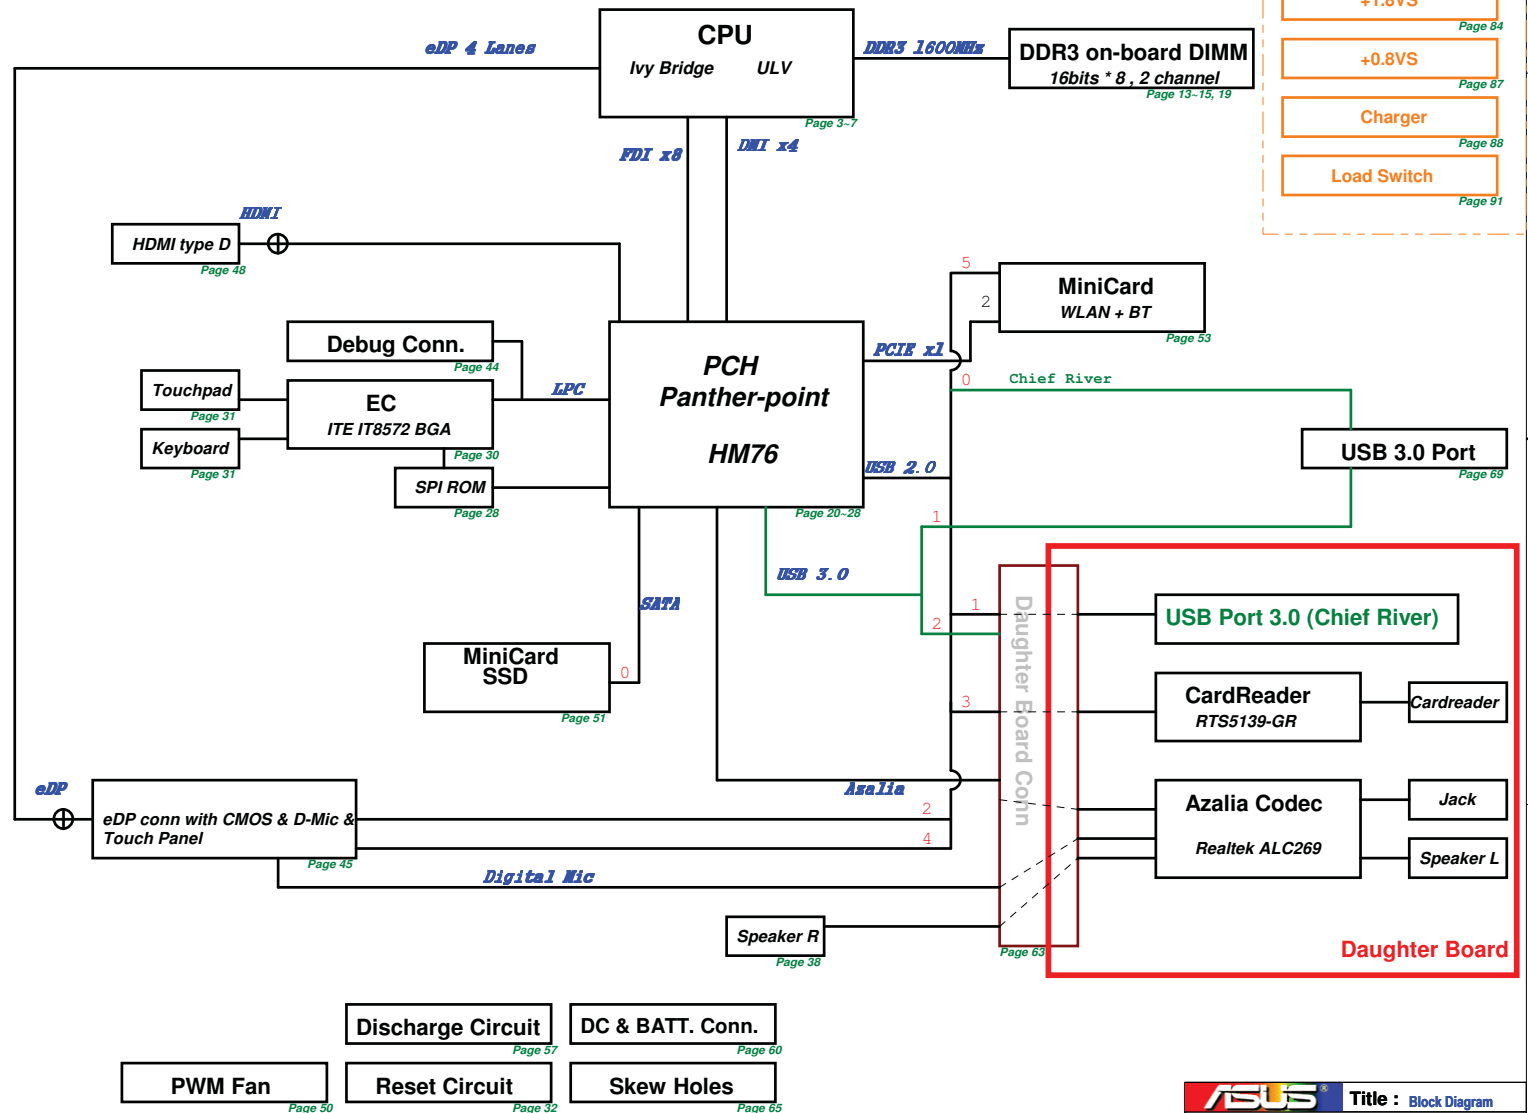 +1.8VS
Page 84
eDP 4 Lanes
CPU
Ivy Bridge ULV
Page 3~7
DDR3 1600MHz
DDR3 on-board DIMM
16bits * 8 , 2 channel
Page 13~15, 19
+0.8VS
Page 87
Charger
Page 88
Load Switch
Page 91
FDI x8
DMI x4
HDMI
HDMI type D
Page 48
5
2
MiniCard
WLAN + BT
Page 53
Debug Conn.
Page 44
PCH
Panther-point
HM76
Page 20~28
PCIE x1
0
Chief River
Touchpad
Page 31
EC
ITE IT8572 BGA
Page 30
LPC
Keyboard
Page 31
SPI ROM
Page 28
USB 2.0
USB 3.0 Port
Page 69
1
USB 3.0
SATA
1
2
Daughter Board Conn
USB Port 3.0 (Chief River)
MiniCard
SSD
0
Page 51
3
CardReader
RTS5139-GR
Cardreader
eDP
Azalia
eDP conn with CMOS & D-Mic &
Touch Panel
Page 45
2
4
Azalia Codec
Realtek ALC269
Jack
Speaker L
Digital Mic
Speaker R
Page 38
Page 63
Daughter Board
Discharge Circuit
Page 57
DC & BATT. Conn.
Page 60
PWM Fan
Page 50
Reset Circuit
Page 32
Skew Holes
Page 65
ASUS®
Title : Block Diagram